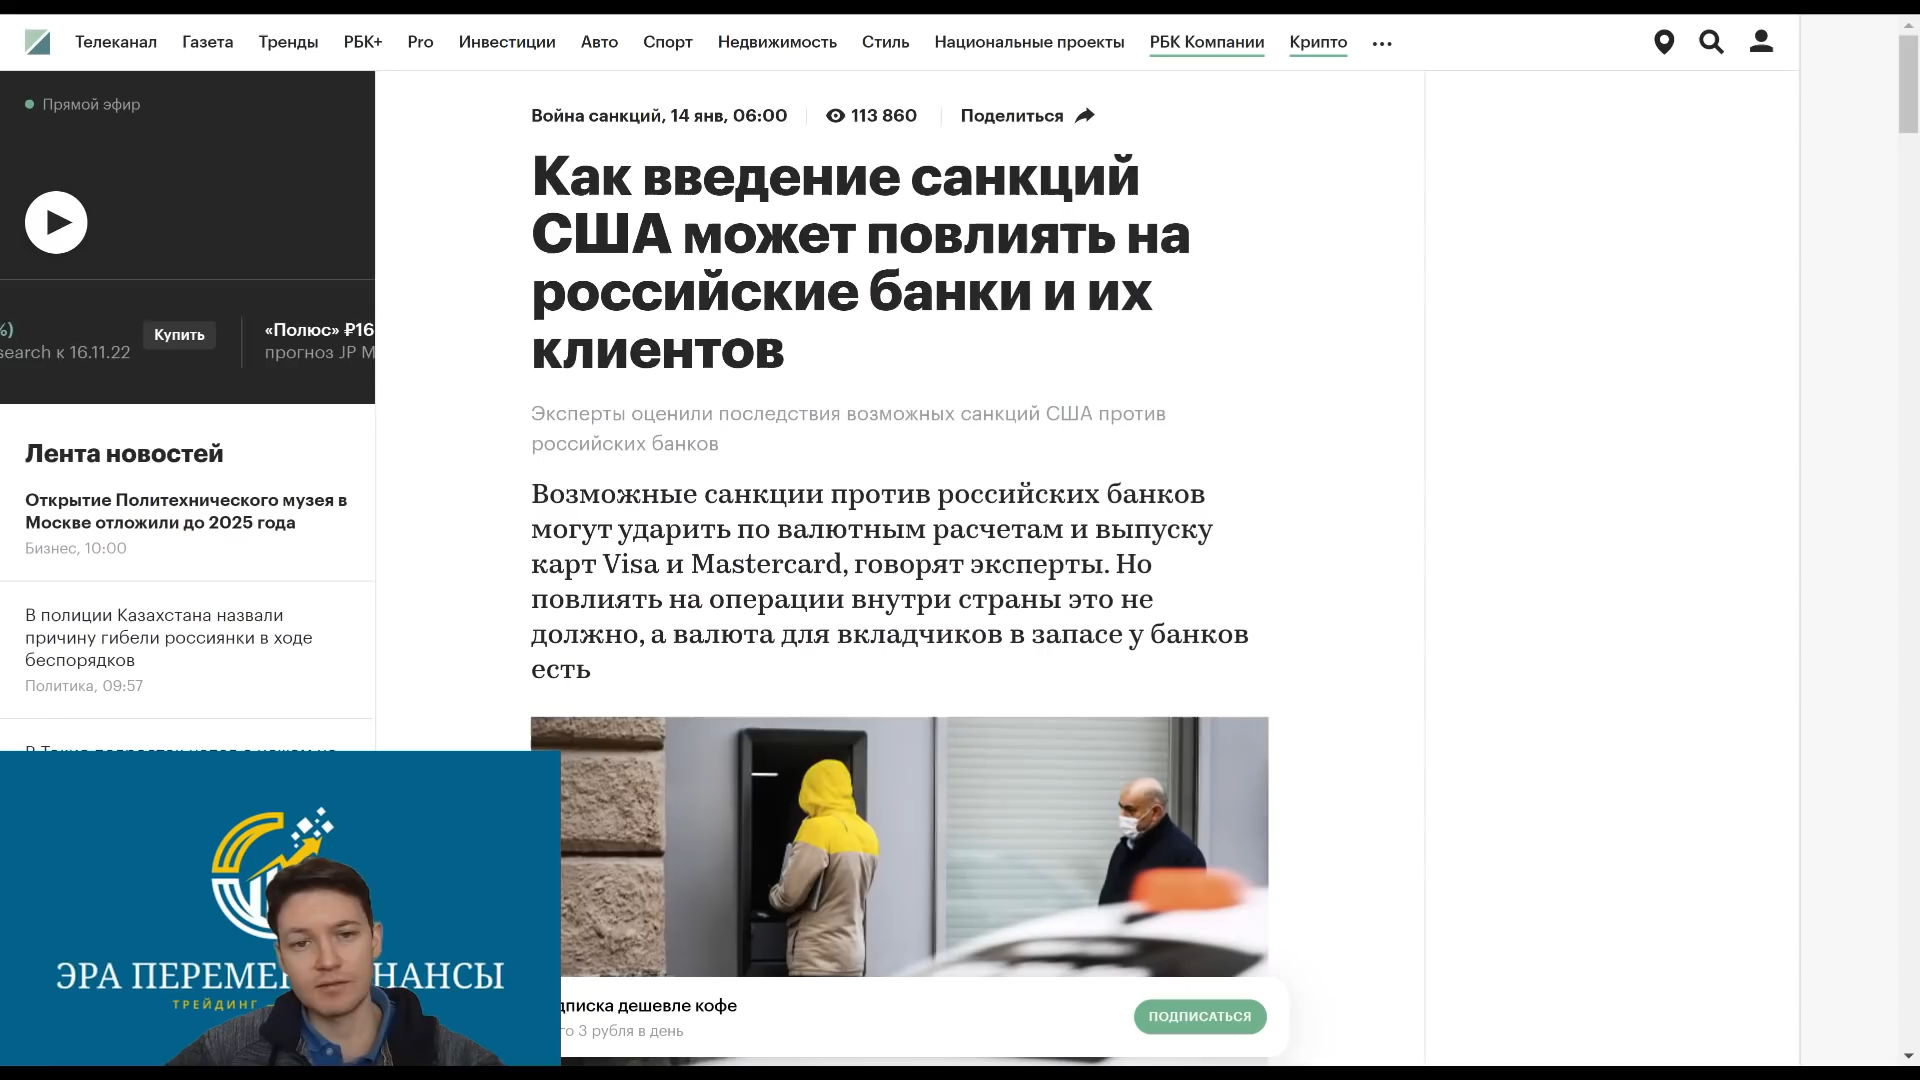 Телеканал Газета Тренды РБК+ Pro Инвестиции Авто Спорт Недвижимость Стиль Национальные проекты РБК Компании Крипто ...
Прямой эфир
%)
search к 16.11.22
Купить
«Полюс» ₽16
прогноз JP M
Лента новостей
Открытие Политехнического музея в
Москве отложили до 2025 года
Бизнес, 10:00
В полиции Казахстана назвали
причину гибели россиянки в ходе
беспорядков
Политика, 09:57
Война санкций, 14 янв, 06:00 113 860 Поделиться
Как введение санкций
США может повлиять на
российские банки и их
клиентов
Эксперты оценили последствия возможных санкций США против
российских банков
Возможные санкции против российских банков
могут ударить по валютным расчетам и выпуску
карт Visa и Mastercard, говорят эксперты. Но
повлиять на операции внутри страны это не
должно, а валюта для вкладчиков в запасе у банков
есть
дписка дешевле кофе
го 3 рубля в день
ПОДПИСАТЬСЯ
ЭРА ПЕРЕМЕ НАНСЫ
ТРЕЙДИНГ —